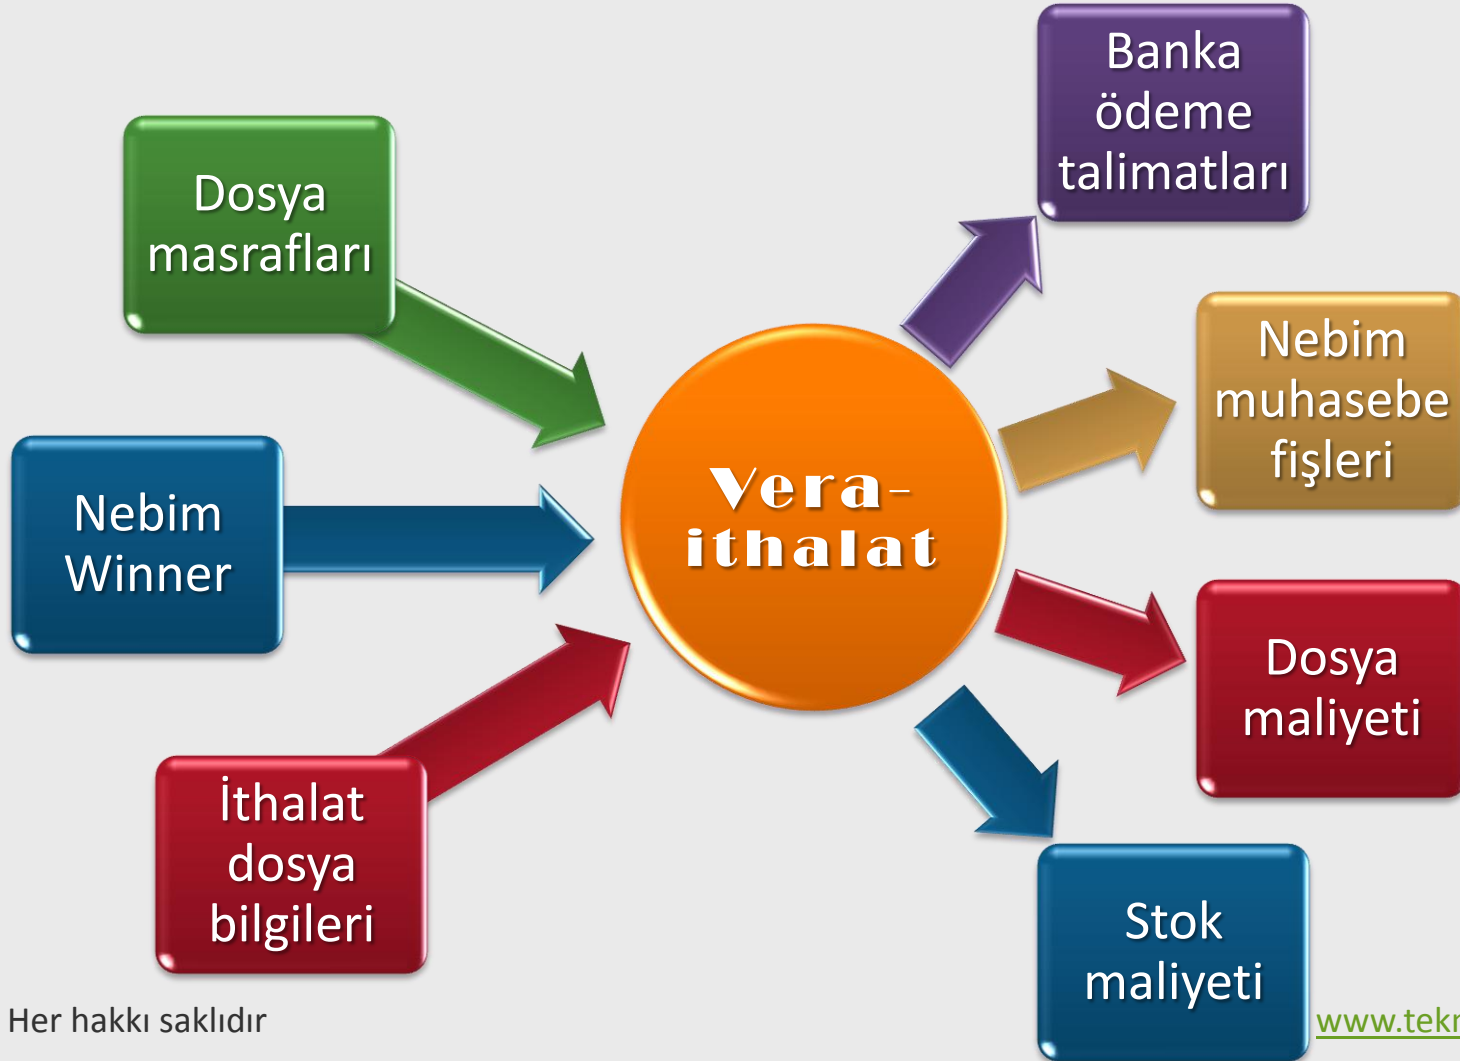 Dosya
masrafları
Nebim
Winner
İthalat
dosya
bilgileri
Vera-
ithalat
Banka
ödeme
talimatları
Nebim
muhasebe
fişleri
Dosya
maliyeti
Stok
maliyeti
Her hakkı saklıdır